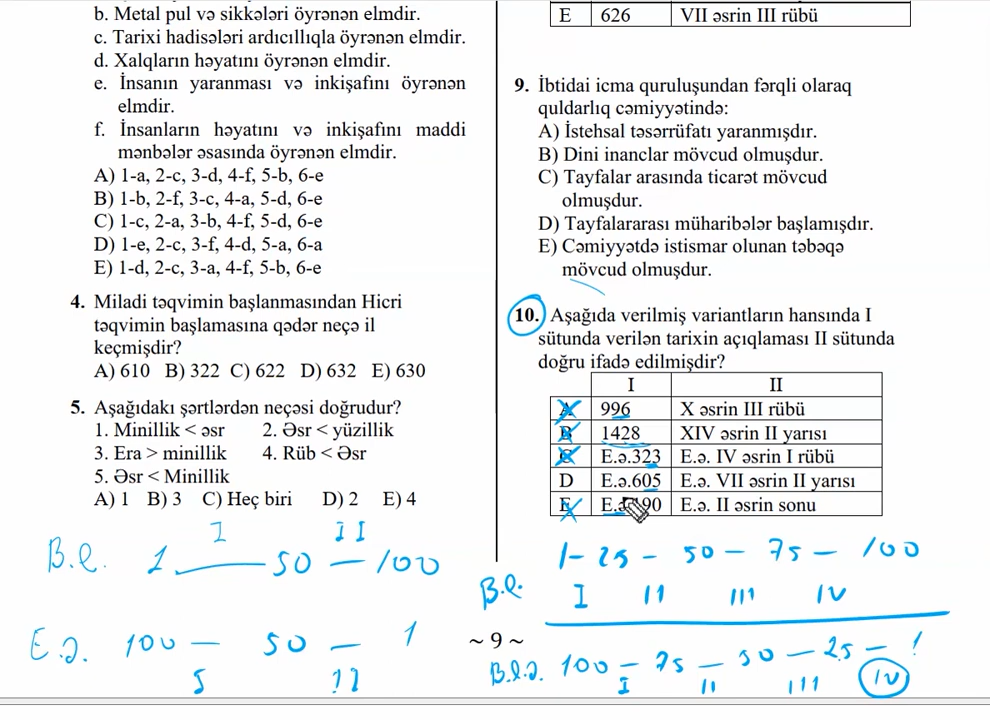 b. Metal pul və sikkələri öyrənən elmdir.
c. Tarixi hadisələri ardıcıllıqla öyrənən elmdir.
d. Xalqların həyatını öyrənən elmdir.
e. İnsanın yaranması və inkişafını öyrənən
elmdir.
f. İnsanların həyatını və inkişafını maddi
mənbələr əsasında öyrənən elmdir.
A) 1-a, 2-c, 3-d, 4-f, 5-b, 6-e
B) 1-b, 2-f, 3-c, 4-a, 5-d, 6-e
C) 1-c, 2-a, 3-b, 4-f, 5-d, 6-e
D) 1-e, 2-c, 3-f, 4-d, 5-a, 6-a
E) 1-d, 2-c, 3-a, 4-f, 5-b, 6-e
4. Miladi təqvimin başlanmasından Hicri
təqvimin başlamasına qədər neçə il
keçmişdir?
A) 610 B) 322 C) 622 D) 632 E) 630
5. Aşağıdakı şərtlərdən neçəsi doğrudur?
1. Minillik < əsr 2. Əsr < yüzillik
3. Era > minillik 4. Rüb < Əsr
5. Əsr < Minillik
A) 1 B) 3 C) Heç biri D) 2 E) 4
I II
B.e. 1 — 50 — 100
E.ə. 100 — 50 — 1
~ 9 ~
E 626 VII əsrin III rübü
9. İbtidai icma quruluşundan fərqli olaraq
quldarlıq cəmiyyətində:
A) İstehsal təsərrüfatı yaranmışdır.
B) Dini inanclar mövcud olmuşdur.
C) Tayfalar arasında ticarət mövcud
olmuşdur.
D) Tayfalararası müharibələr başlamışdır.
E) Cəmiyyətdə istismar olunan təbəqə
mövcud olmuşdur.
10. Aşağıda verilmiş variantların hansında I
sütunda verilən tarixin açıqlaması II sütunda
doğru ifadə edilmişdir?
I II
A 996 X əsrin III rübü
B 1428 XIV əsrin II yarısı
C E.ə.323 E.ə. IV əsrin I rübü
D E.ə.605 E.ə. VII əsrin II yarısı
E 90 E.ə. II əsrin sonu
1 - 25 - 50 - 75 - 100
B.e. I II III IV
100 - 75 - 50 - 25 - 1
I II III IV